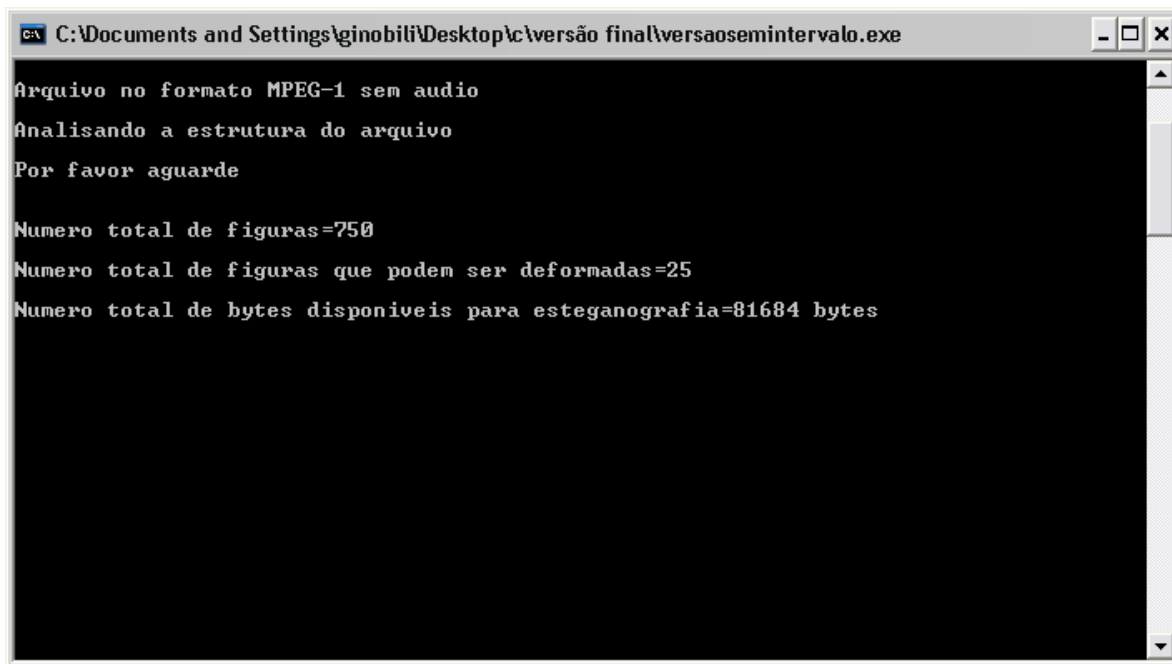 C:\Documents and Settings\ginobili\Desktop\c\versão final\versaosemintervalo.exe
Arquivo no formato MPEG-1 sem audio
Analisando a estrutura do arquivo
Por favor aguarde
Numero total de figuras=750
Numero total de figuras que podem ser deformadas=25
Numero total de bytes disponiveis para esteganografia=81684 bytes